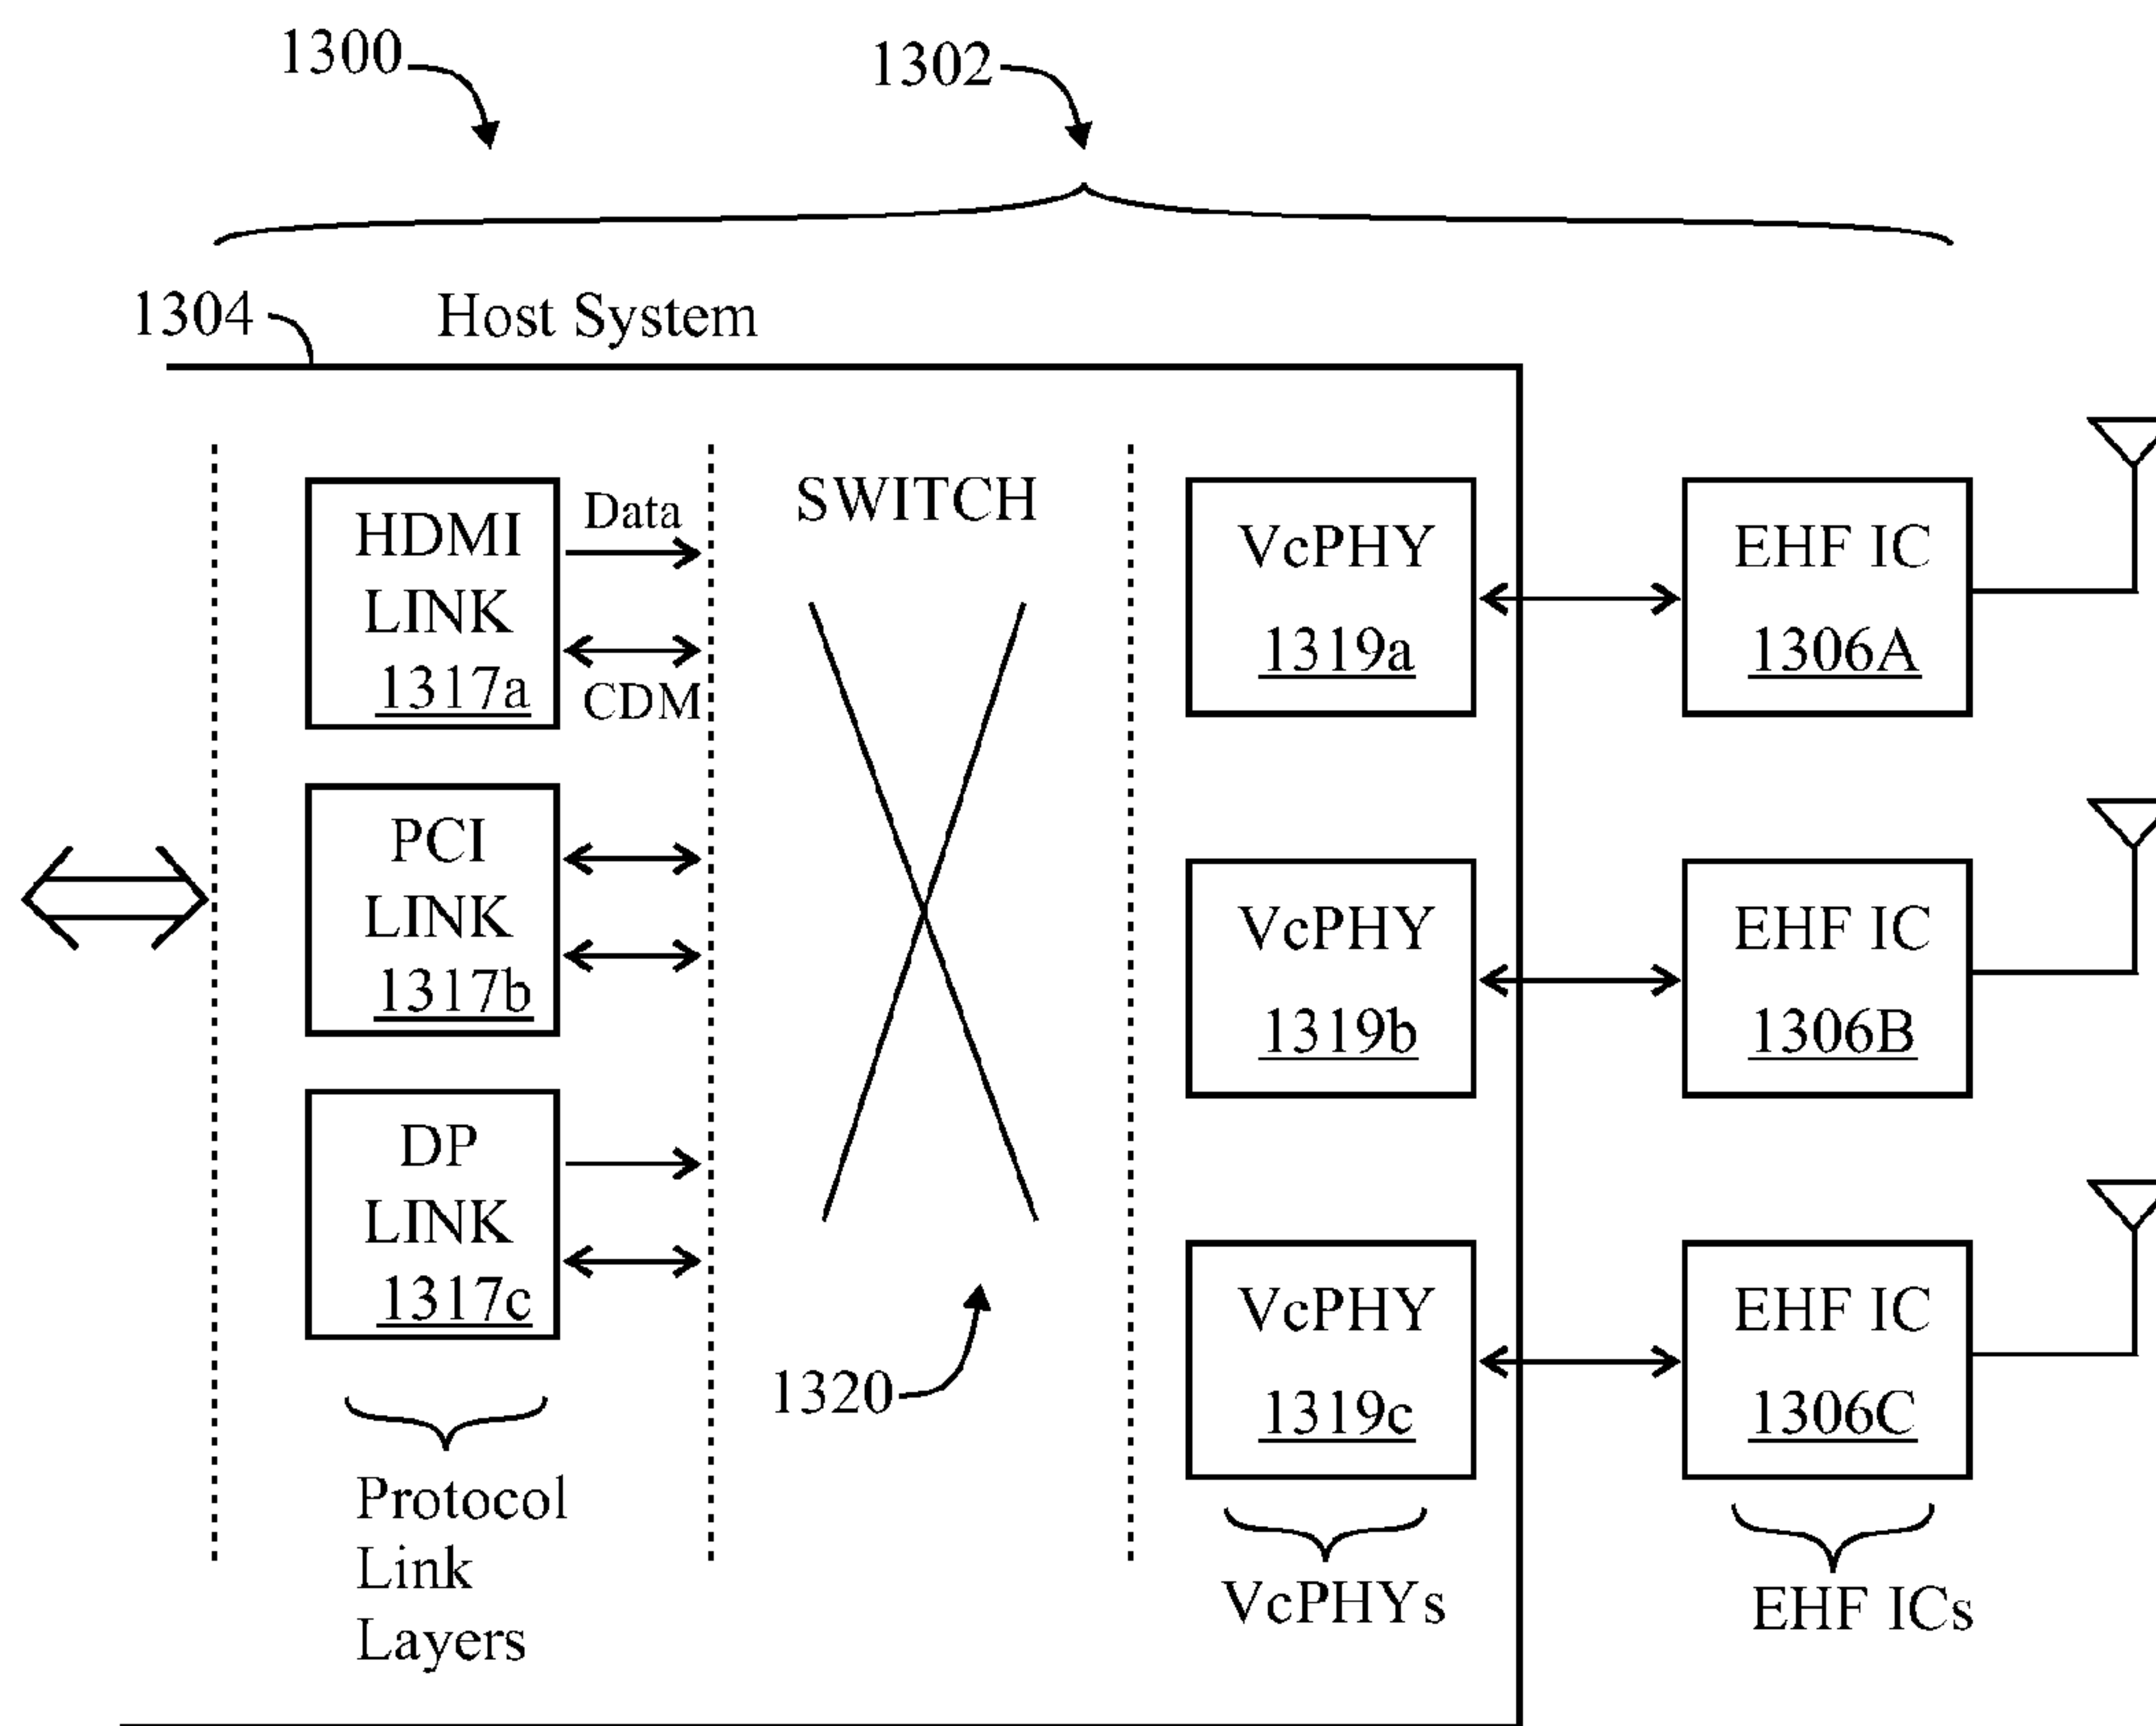 1300
1302
1304
Host System
HDMI
LINK
1317a
Data
CDM
SWITCH
VcPHY
1319a
EHF IC
1306A
PCI
LINK
1317b
VcPHY
1319b
EHF IC
1306B
DP
LINK
1317c
VcPHY
1319c
EHF IC
1306C
1320
Protocol
Link
Layers
VcPHYs
EHF ICs